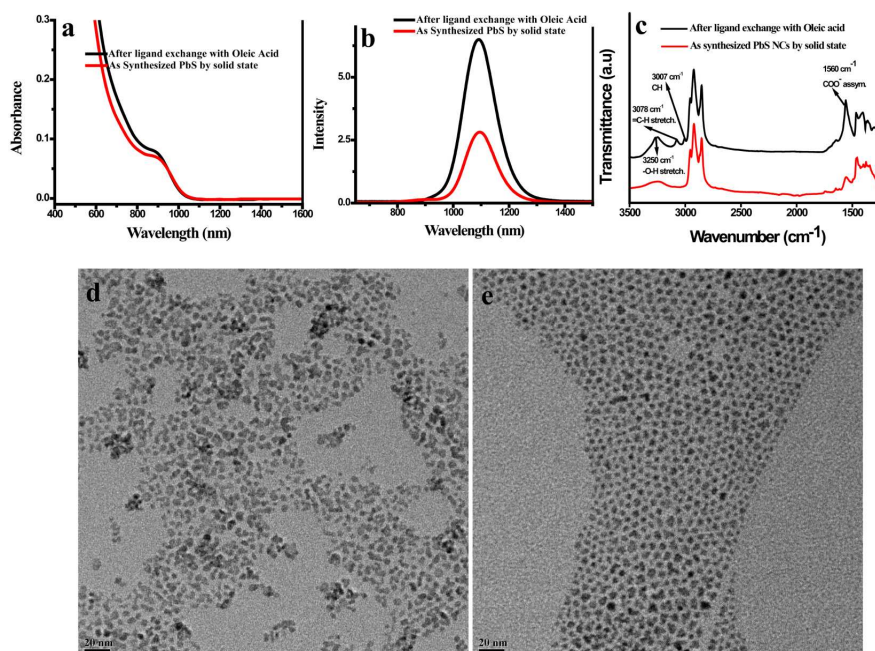 a
After ligand exchange with Oleic Acid
As Synthesized PbS by solid state
Absorbance
0.3
0.2
0.1
0.0
400 600 800 1000 1200 1400 1600
Wavelength (nm)
b
After ligand exchange with Oleic Acid
As Synthesized PbS by solid state
Intensity
6.0
2.5
0.0
800 1000 1200 1400
Wavelength (nm)
c
After ligand exchange with Oleic acid
As synthesized PbS NCs by solid state
Transmittance (a.u)
3007 cm-1
CH
1560 cm-1
COO- assym.
3078 cm-1
=C-H stretch.
3250 cm-1
-O-H stretch.
3500 3000 2500 2000 1500
Wavenumber (cm-1)
d
20 nm
e
20 nm